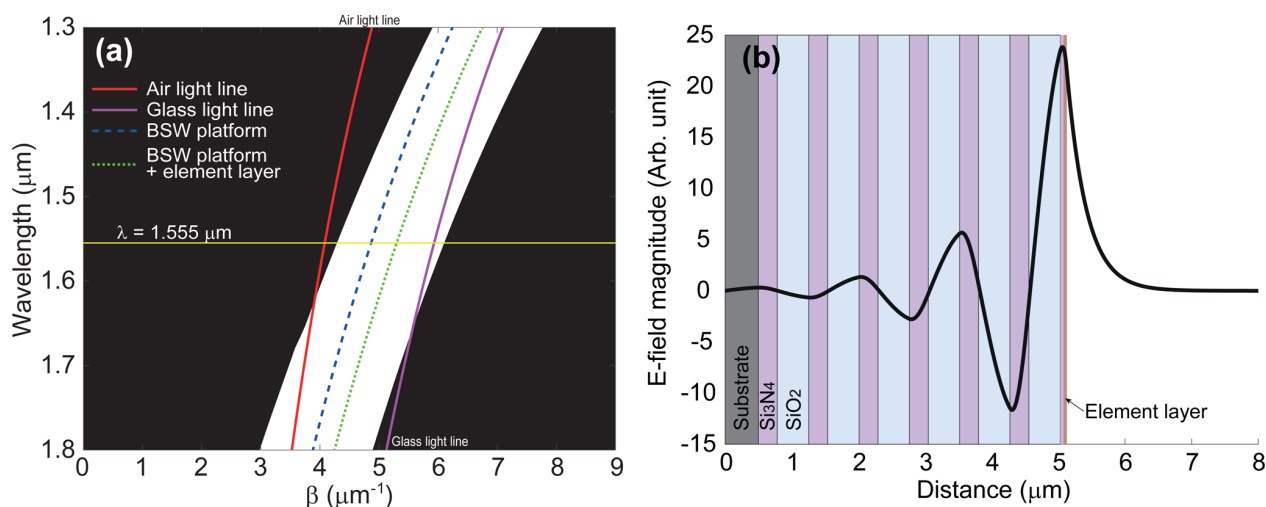 Air light line
(a)
Air light line
Glass light line
BSW platform
BSW platform
+ element layer
λ = 1.555 μm
Glass light line
1.3
1.4
1.5
1.6
1.7
1.8
Wavelength (μm)
0 1 2 3 4 5 6 7 8 9
β (μm⁻¹)
(b)
25
20
15
10
5
0
-5
-10
-15
E-field magnitude (Arb. unit)
Substrate
Si₃N₄
SiO₂
Element layer
0 1 2 3 4 5 6 7 8
Distance (μm)